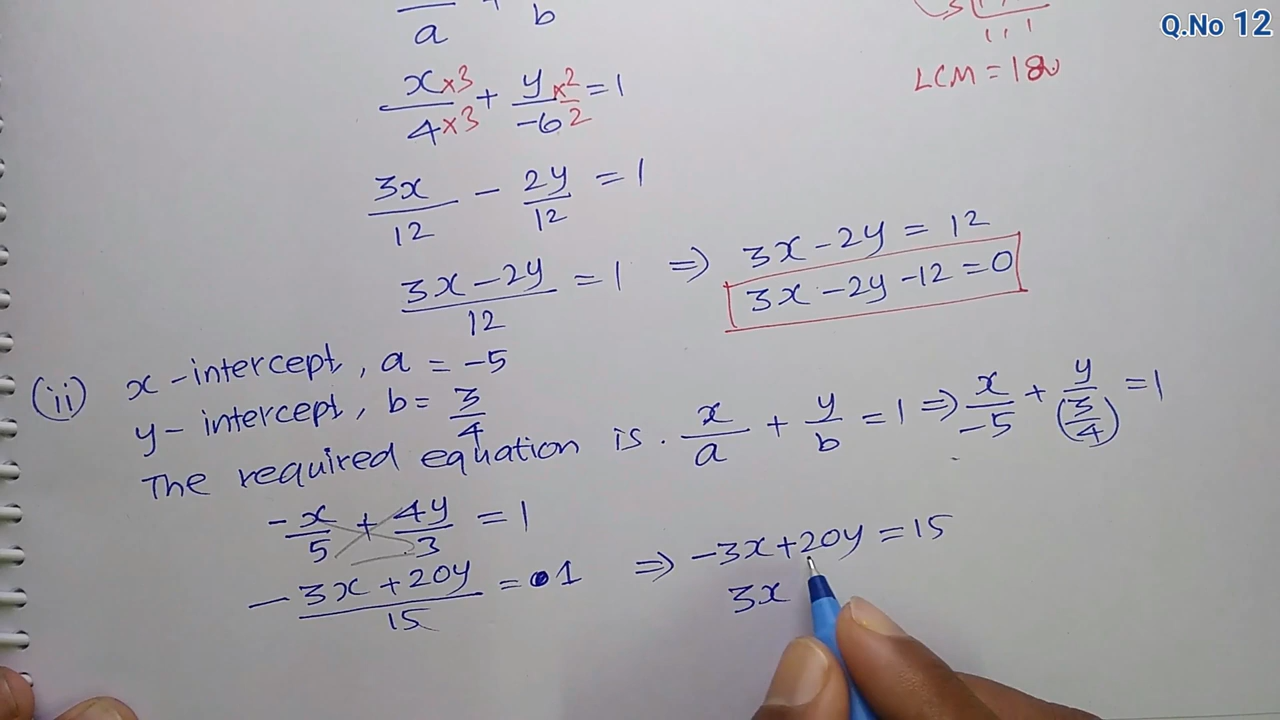 Q.No 12
a b
LCM = 180
x×3/4×3 + y×2/-6 2 = 1
3x/12 - 2y/12 = 1
3x-2y/12 = 1 ⇒ 3x-2y = 12
3x-2y-12=0
(ii) x-intercept, a = -5
y-intercept, b = 3/4
The required equation is. x/a + y/b = 1 ⇒ x/-5 + y/(3/4) = 1
-x/5 + 4y/3 = 1
-3x+20y/15 = 1 ⇒ -3x+20y = 15
3x